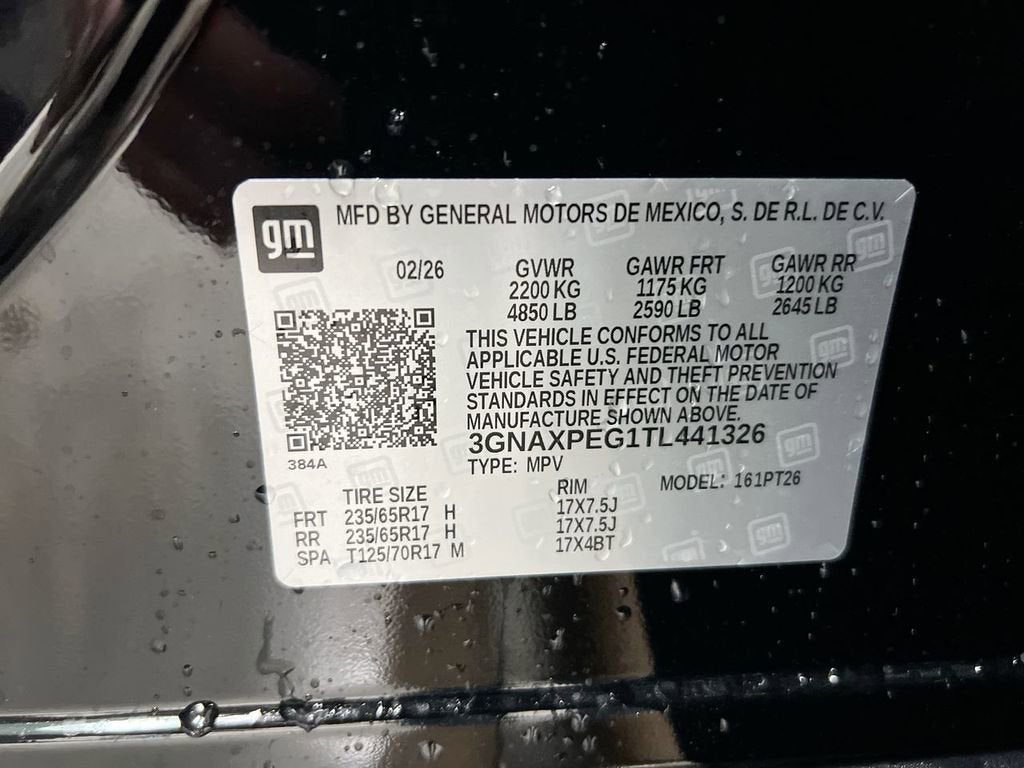 gm MFD BY GENERAL MOTORS DE MEXICO, S. DE R.L. DE C.V.
02/26 GVWR GAWR FRT GAWR RR
2200 KG 1175 KG 1200 KG
4850 LB 2590 LB 2645 LB
THIS VEHICLE CONFORMS TO ALL
APPLICABLE U.S. FEDERAL MOTOR
VEHICLE SAFETY AND THEFT PREVENTION
STANDARDS IN EFFECT ON THE DATE OF
MANUFACTURE SHOWN ABOVE.
3GNAXPEG1TL441326
384A TYPE: MPV MODEL: 161PT26
TIRE SIZE RIM
FRT 235/65R17 H 17X7.5J
RR 235/65R17 H 17X7.5J
SPA T125/70R17 M 17X4BT